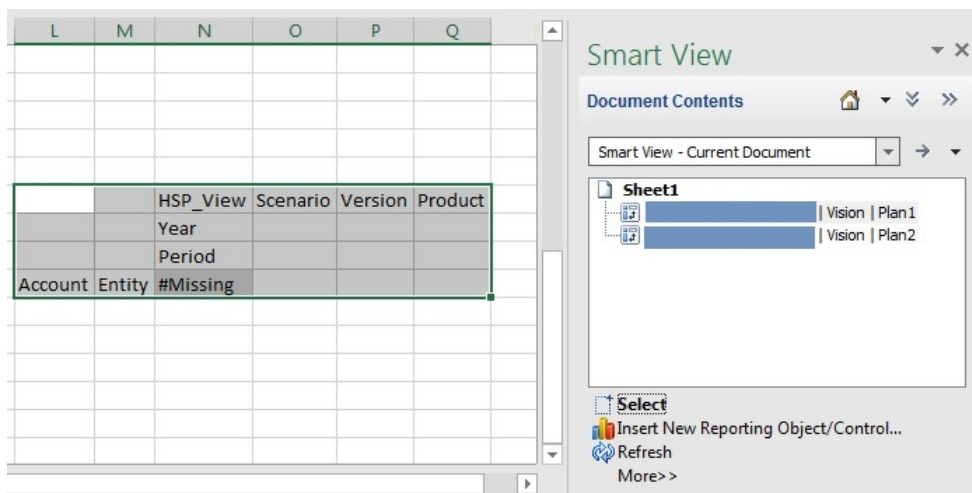 L M N O P Q
HSP_View Scenario Version Product
Year
Period
Account Entity #Missing
Smart View
Document Contents
Smart View - Current Document
Sheet1
| Vision | Plan1
| Vision | Plan2
Select
Insert New Reporting Object/Control...
Refresh
More>>